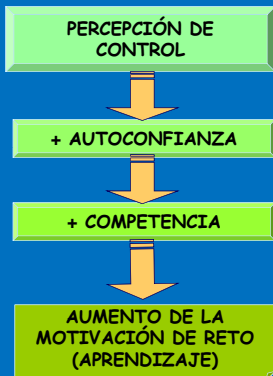 PERCEPCIÓN DE
CONTROL
+ AUTOCONFIANZA
+ COMPETENCIA
AUMENTO DE LA
MOTIVACIÓN DE RETO
(APRENDIZAJE)